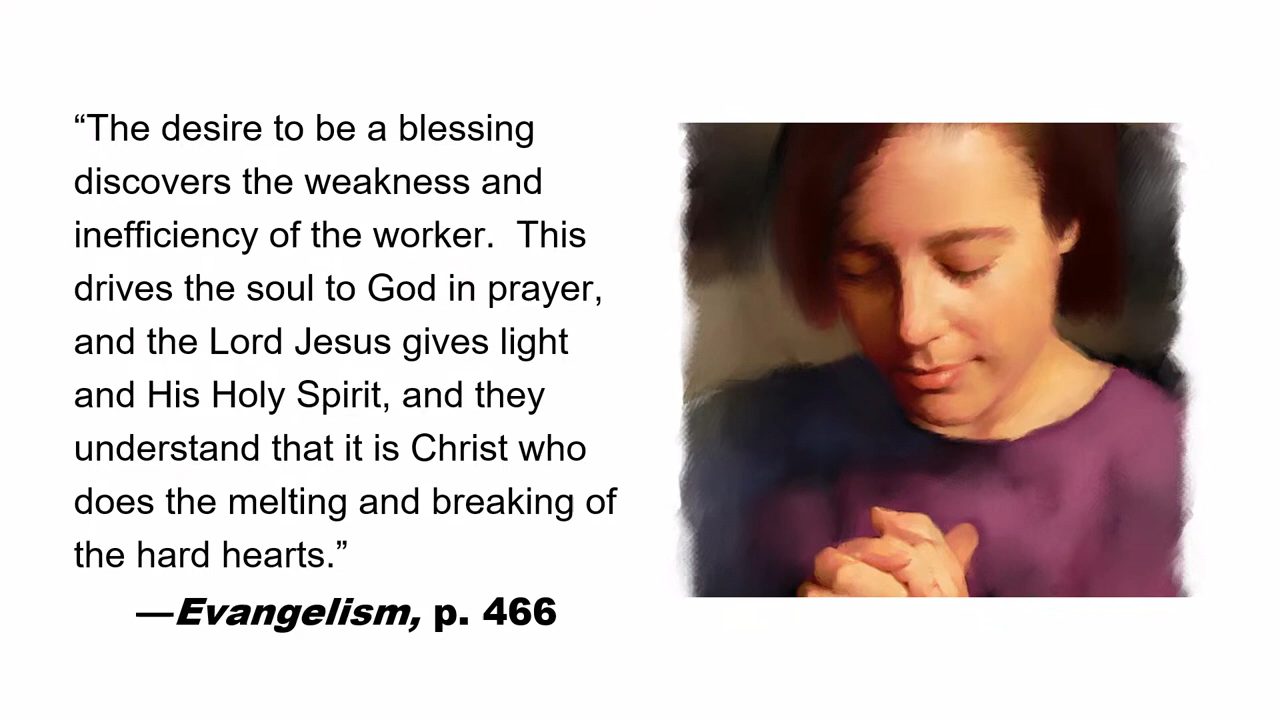 “The desire to be a blessing
discovers the weakness and
inefficiency of the worker.  This
drives the soul to God in prayer,
and the Lord Jesus gives light
and His Holy Spirit, and they
understand that it is Christ who
does the melting and breaking of
the hard hearts.”
—Evangelism, p. 466